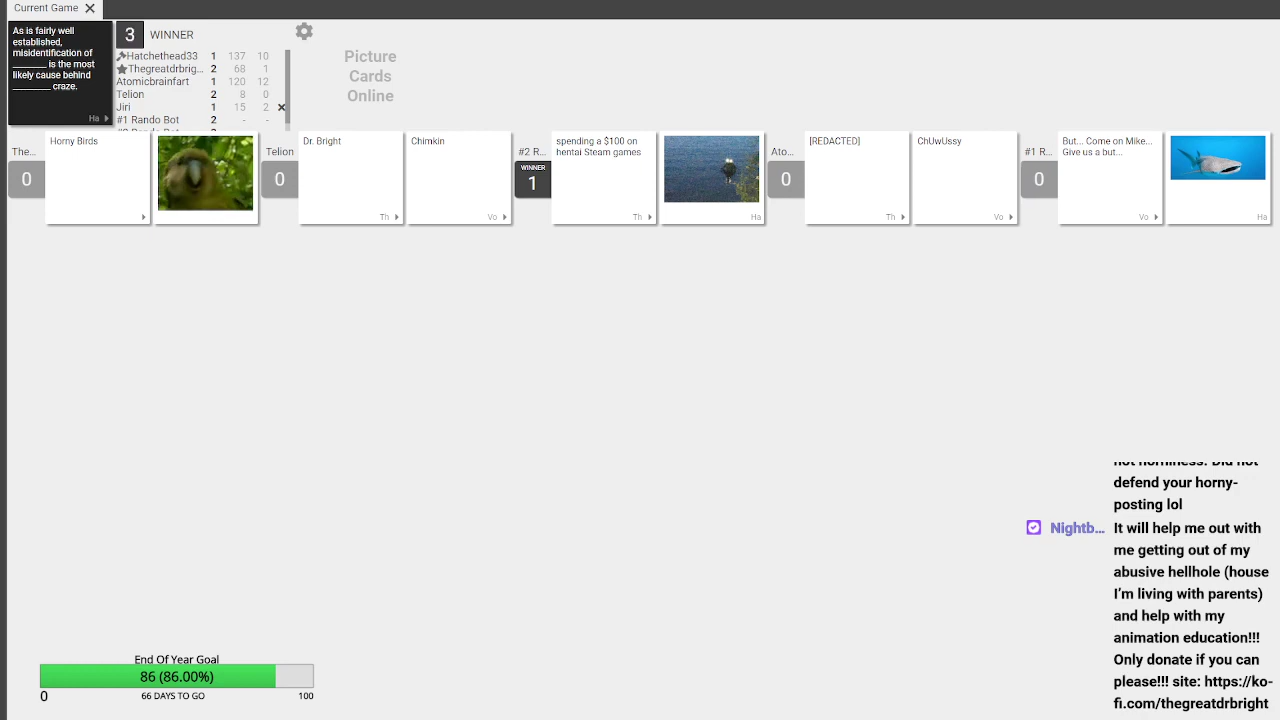 Current Game
As is fairly well
established,
misidentification of
______ is the most
likely cause behind
______ craze.
Ha
3 WINNER
Hatchethead33 1 137 10
Thegreatdrbrig... 2 68 1
Atomicbrainfart 1 120 12
Telion 2 8 0
Jiri 1 15 2
#1 Rando Bot 2 - -
Picture
Cards
Online
The...
0
Horny Birds
Telion
0
Dr. Bright
Th
Chimkin
Vo
#2 R...
WINNER
1
spending a $100 on
hentai Steam games
Th
Ha
Ato...
0
[REDACTED]
Th
ChUwUssy
Vo
#1 R...
0
But... Come on Mike...
Give us a but...
Vo
Ha
defend your horny-
posting lol
Nightb... It will help me out with
me getting out of my
abusive hellhole (house
I’m living with parents)
and help with my
animation education!!!
Only donate if you can
please!!! site: https://ko-
fi.com/thegreatdrbright
End Of Year Goal
86 (86.00%)
0 66 DAYS TO GO 100